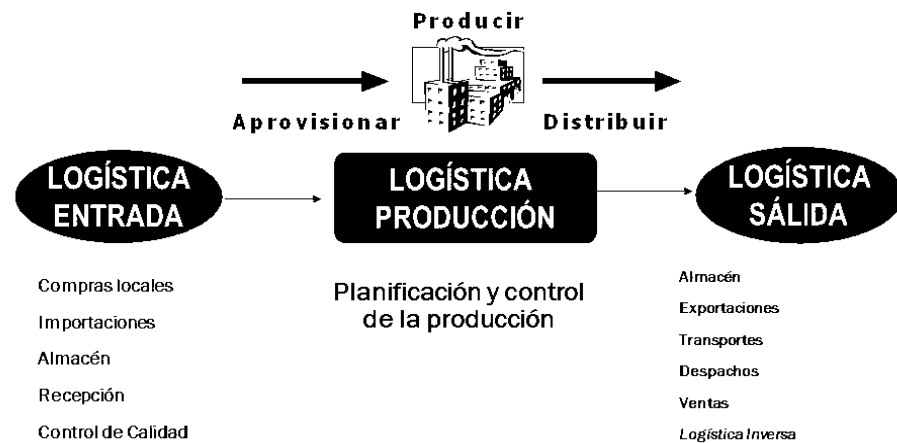 Producir
Aprovisionar
Distribuir
LOGÍSTICA
ENTRADA
LOGÍSTICA
PRODUCCIÓN
LOGÍSTICA
SÁLIDA
Compras locales
Importaciones
Almacén
Recepción
Control de Calidad
Planificación y control
de la producción
Almacén
Exportaciones
Transportes
Despachos
Ventas
Logística Inversa